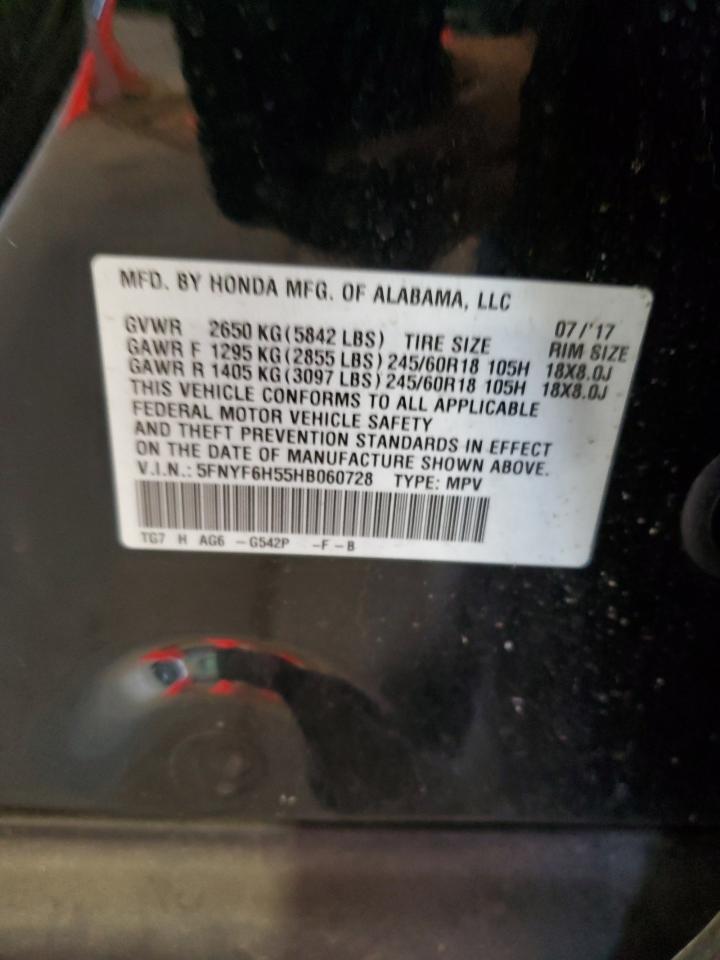 MFD. BY HONDA MFG. OF ALABAMA, LLC
07/'17
GVWR 2650 KG(5842 LBS) TIRE SIZE RIM SIZE
GAWR F 1295 KG(2855 LBS) 245/60R18 105H 18X8.0J
GAWR R 1405 KG(3097 LBS) 245/60R18 105H 18X8.0J
THIS VEHICLE CONFORMS TO ALL APPLICABLE
FEDERAL MOTOR VEHICLE SAFETY
AND THEFT PREVENTION STANDARDS IN EFFECT
ON THE DATE OF MANUFACTURE SHOWN ABOVE.
V.I.N.: 5FNYF6H55HB060728 TYPE: MPV
TG7 H AG6 -G542P -F-B